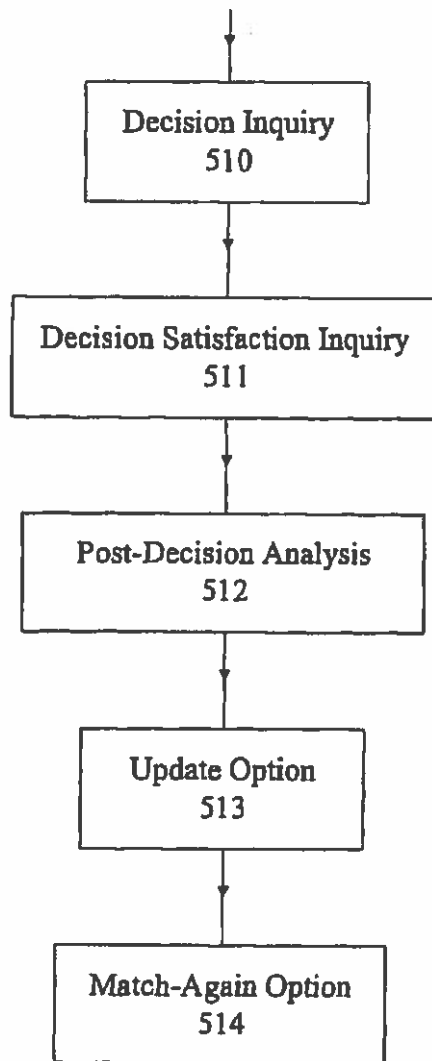 Decision Inquiry
510
Decision Satisfaction Inquiry
511
Post-Decision Analysis
512
Update Option
513
Match-Again Option
514